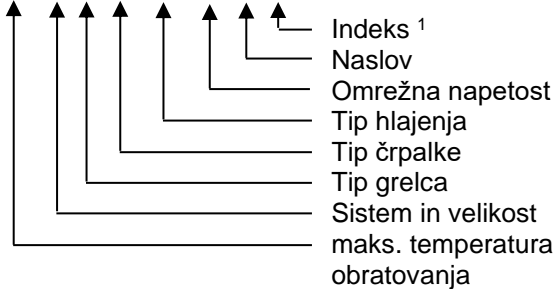 Indeks ¹
Naslov
Omrežna napetost
Tip hlajenja
Tip črpalke
Tip grelca
Sistem in velikost
maks. temperatura
obratovanja